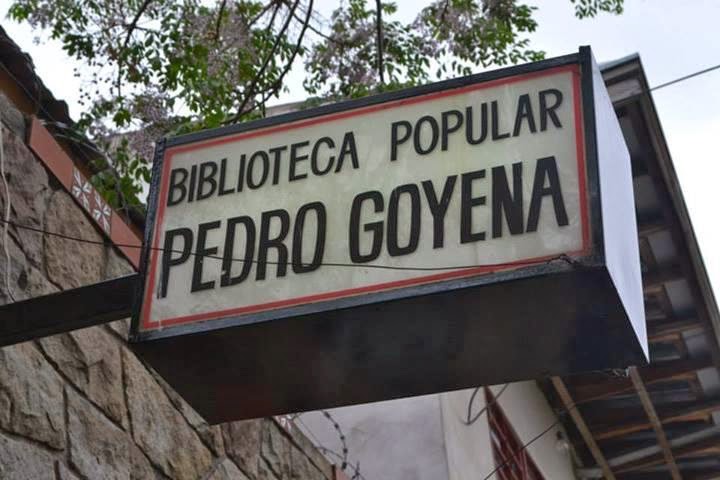 BIBLIOTECA POPULAR
PEDRO GOYENA